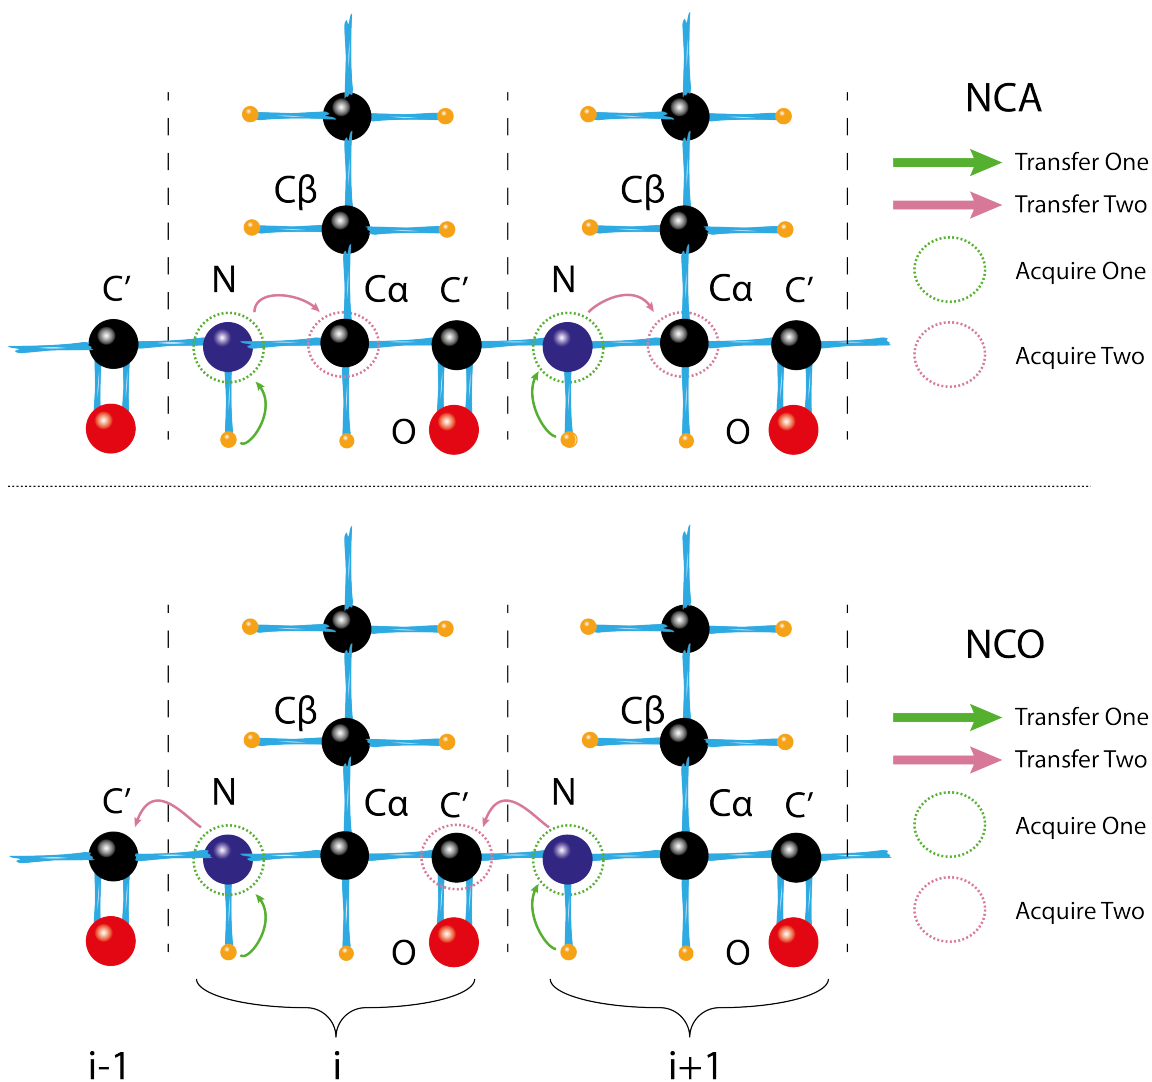 NCA
Transfer One
Transfer Two
Acquire One
Acquire Two
Cβ
Cβ
C′
N
Cα
C′
N
Cα
C′
O
O
NCO
Transfer One
Transfer Two
Acquire One
Acquire Two
Cβ
Cβ
C′
N
Cα
C′
N
Cα
C′
O
O
i-1
i
i+1